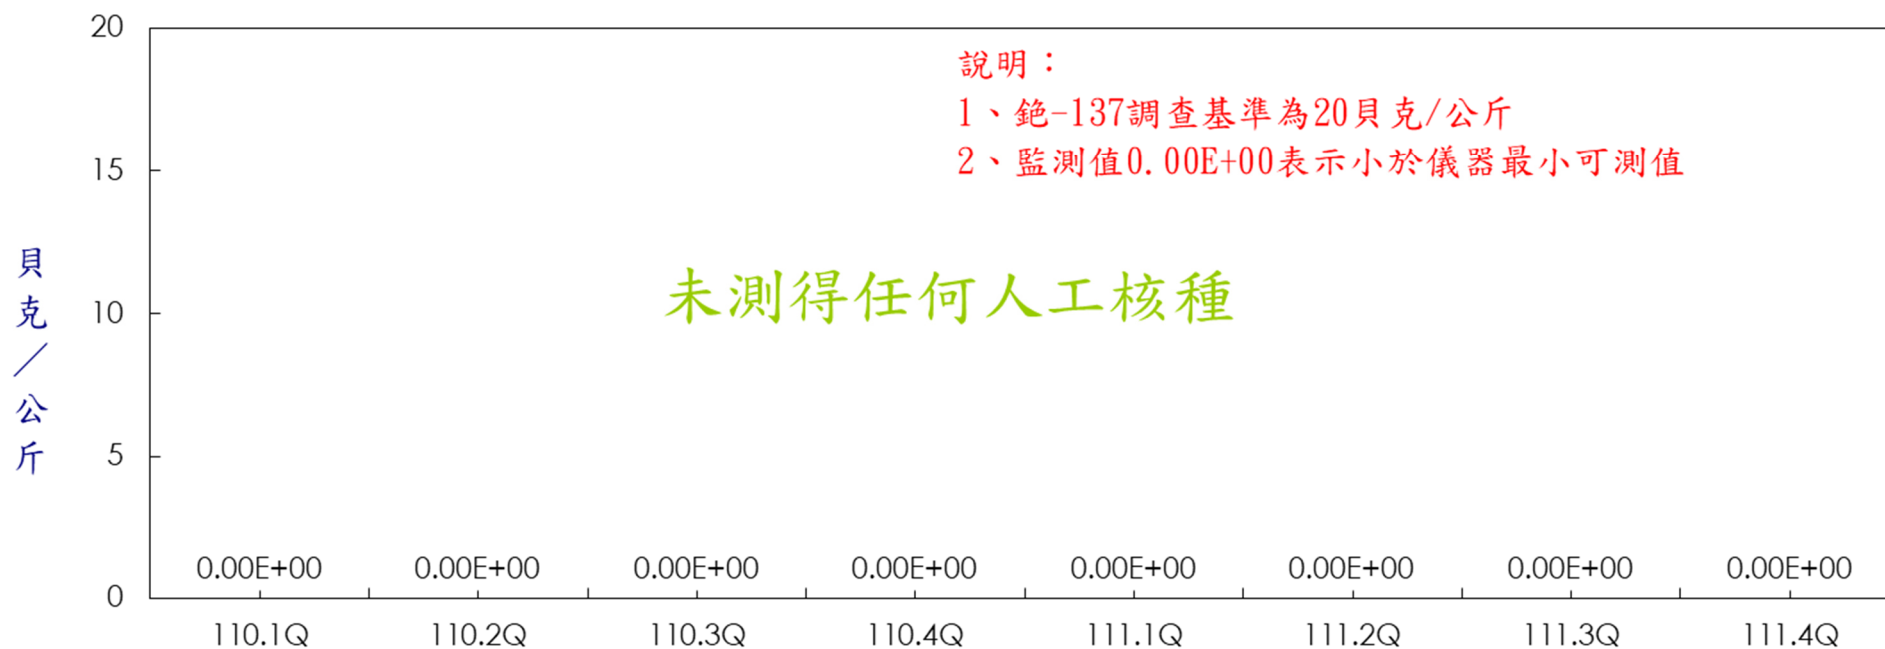 20
說明：
1、銫-137調查基準為20貝克/公斤
2、監測值0.00E+00表示小於儀器最小可測值
15
未測得任何人工核種
貝克／公斤
10
5
0.00E+00 0.00E+00 0.00E+00 0.00E+00 0.00E+00 0.00E+00 0.00E+00 0.00E+00
0
110.1Q 110.2Q 110.3Q 110.4Q 111.1Q 111.2Q 111.3Q 111.4Q